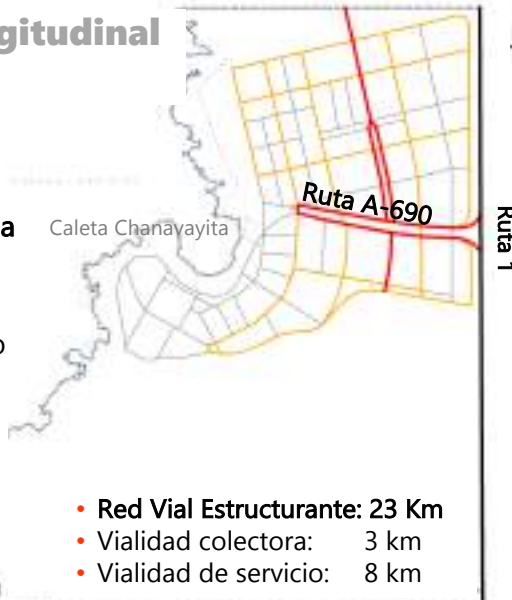 gitudinal
Ruta A-690
Ruta 1
a
Caleta Chanavayita
o
• Red Vial Estructurante: 23 Km
• Vialidad colectora: 3 km
• Vialidad de servicio: 8 km